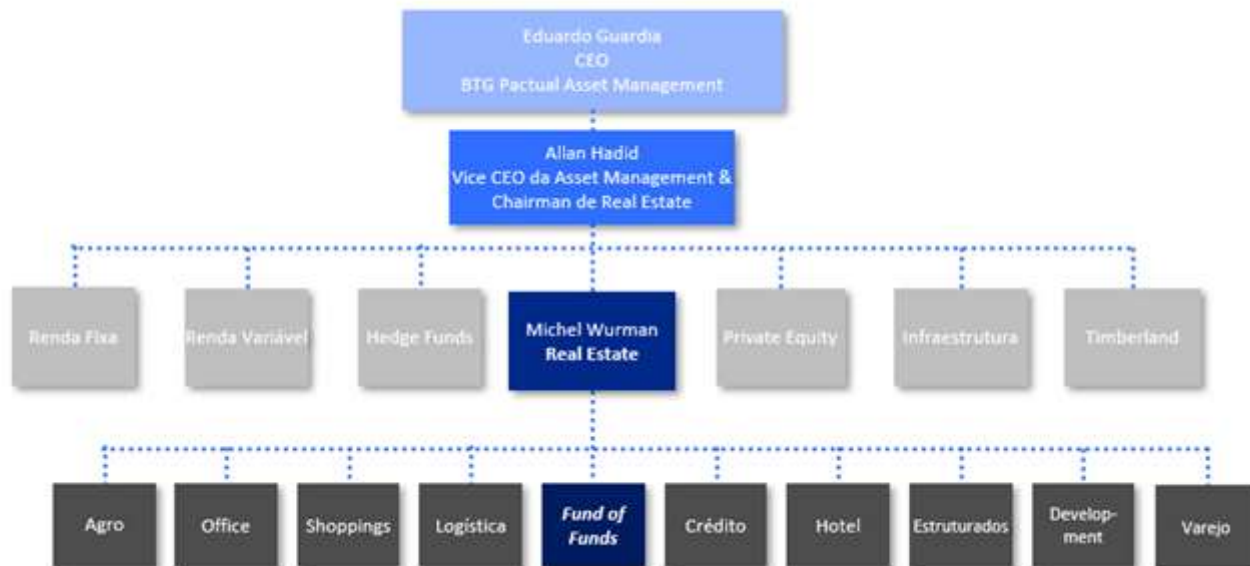 Eduardo Guardia
CEO
BTG Pactual Asset Management
Allan Hadid
Vice CEO da Asset Management &
Chairman de Real Estate
Renda Fixa
Renda Variável
Hedge Funds
Michel Wurman
Real Estate
Private Equity
Infraestrutura
Timberland
Agro
Office
Shoppings
Logística
Fund of
Funds
Crédito
Hotel
Estruturados
Develop-
ment
Varejo